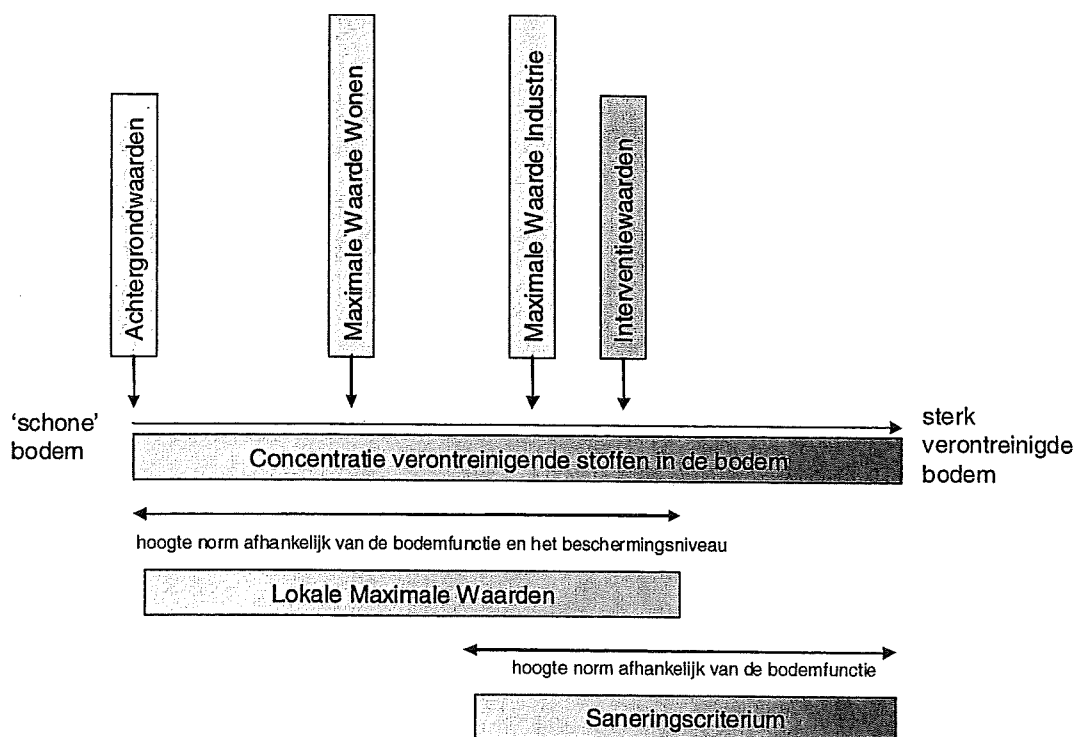 Achtergrondwaarden
Maximale Waarde Wonen
Maximale Waarde Industrie
Interventiewaarden
‘schone’
bodem
sterk
verontreinigde
bodem
Concentratie verontreinigende stoffen in de bodem
hoogte norm afhankelijk van de bodemfunctie en het beschermingsniveau
Lokale Maximale Waarden
hoogte norm afhankelijk van de bodemfunctie
Saneringscriterium